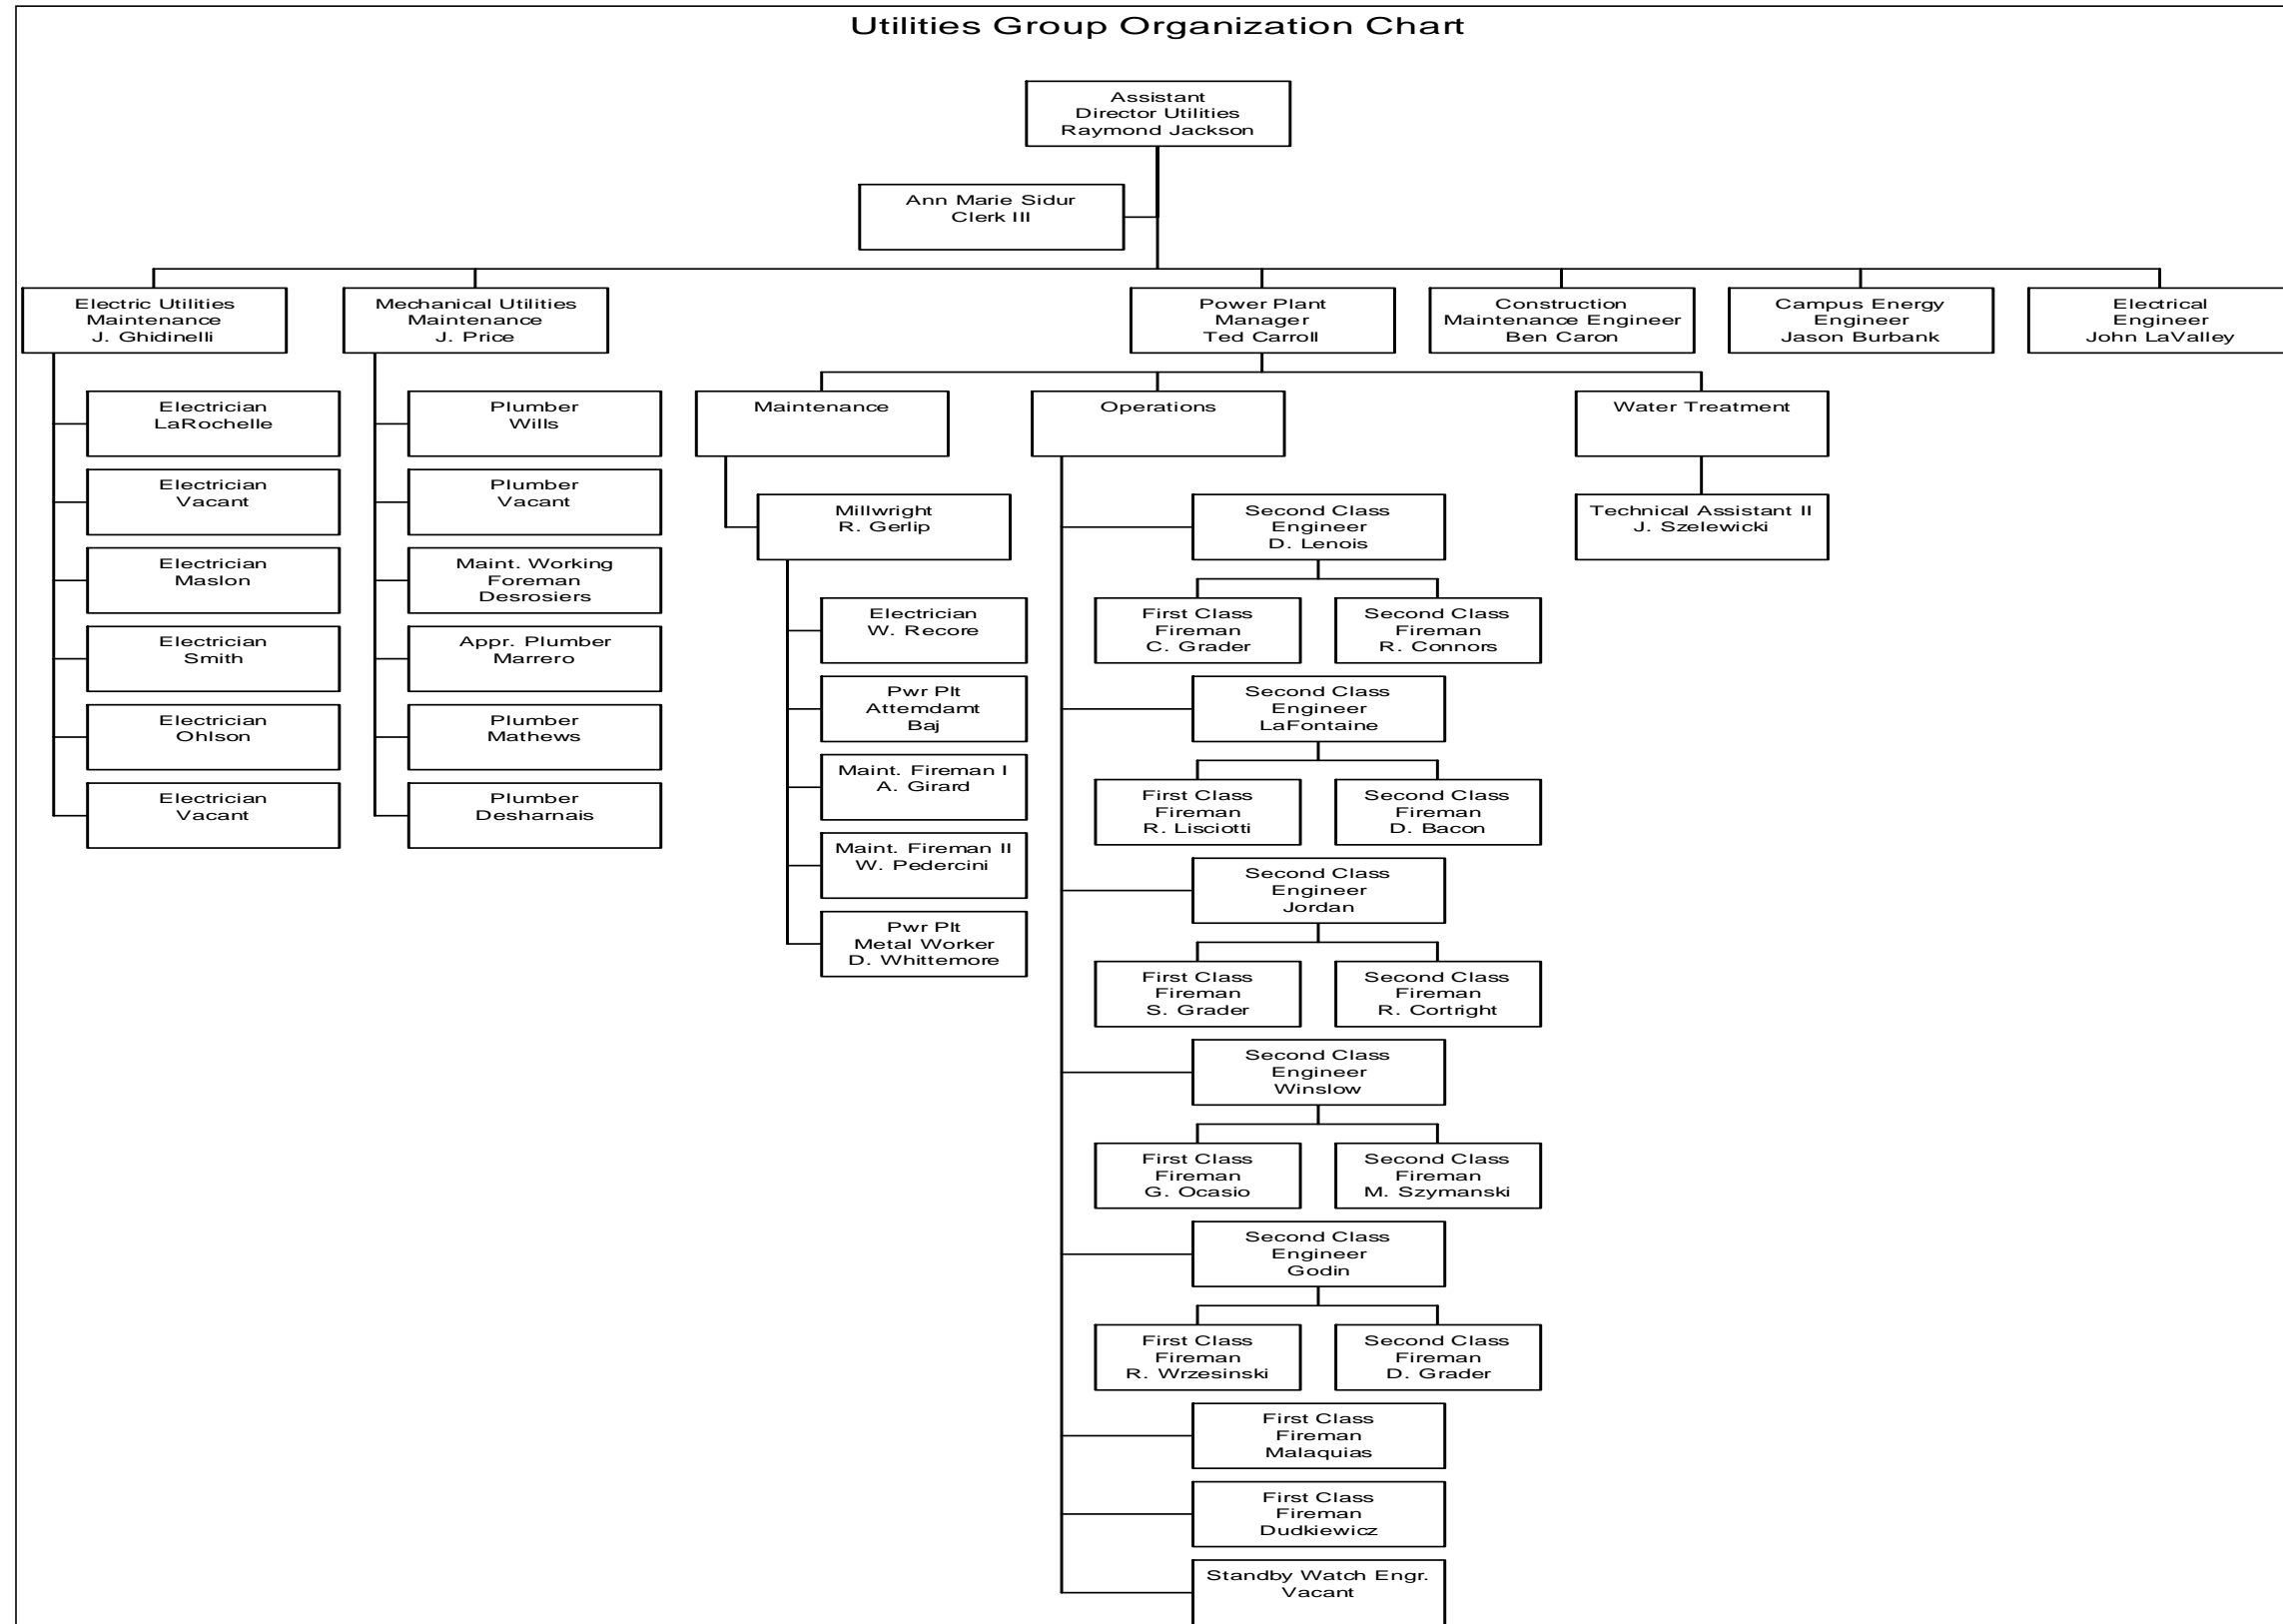 Utilities Group Organization Chart
Assistant
Director Utilities
Raymond Jackson
Ann Marie Sidur
Clerk III
Electric Utilities
Maintenance
J. Ghidinelli
Mechanical Utilities
Maintenance
J. Price
Power Plant
Manager
Ted Carroll
Construction
Maintenance Engineer
Ben Caron
Campus Energy
Engineer
Jason Burbank
Electrical
Engineer
John LaValley
Electrician
LaRochelle
Electrician
Vacant
Electrician
Maslon
Electrician
Smith
Electrician
Ohlson
Electrician
Vacant
Plumber
Wills
Plumber
Vacant
Maint. Working
Foreman
Desrosiers
Appr. Plumber
Marrero
Plumber
Mathews
Plumber
Desharnais
Maintenance
Millwright
R. Gerlip
Electrician
W. Recore
Pwr Plt
Attemdamt
Baj
Maint. Fireman I
A. Girard
Maint. Fireman II
W. Pedercini
Pwr Plt
Metal Worker
D. Whittemore
Operations
Second Class
Engineer
D. Lenois
First Class
Fireman
C. Grader
Second Class
Fireman
R. Connors
Second Class
Engineer
LaFontaine
First Class
Fireman
R. Lisciotti
Second Class
Fireman
D. Bacon
Second Class
Engineer
Jordan
First Class
Fireman
S. Grader
Second Class
Fireman
R. Cortright
Second Class
Engineer
Winslow
First Class
Fireman
G. Ocasio
Second Class
Fireman
M. Szymanski
Second Class
Engineer
Godin
First Class
Fireman
R. Wrzesinski
Second Class
Fireman
D. Grader
First Class
Fireman
Malaquias
First Class
Fireman
Dudkiewicz
Standby Watch Engr.
Vacant
Water Treatment
Technical Assistant II
J. Szelewicki